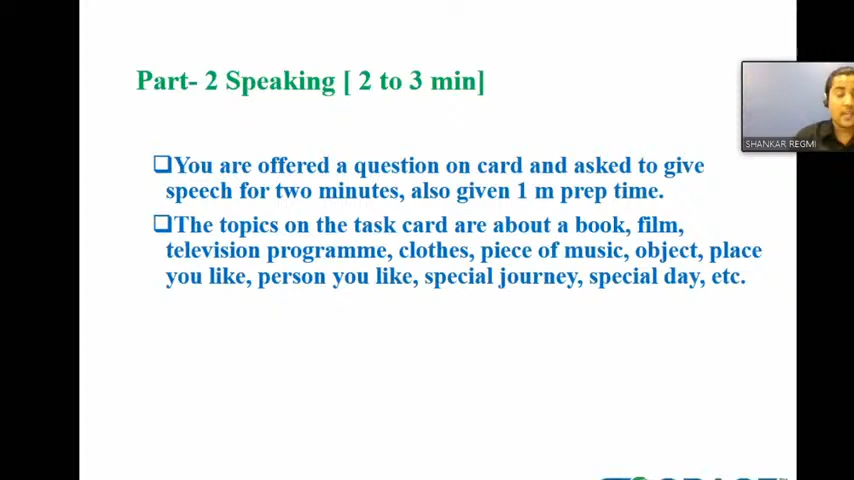 Part- 2 Speaking [ 2 to 3 min]
❑You are offered a question on card and asked to give
speech for two minutes, also given 1 m prep time.
❑The topics on the task card are about a book, film,
television programme, clothes, piece of music, object, place
you like, person you like, special journey, special day, etc.
SHANKAR REGMI